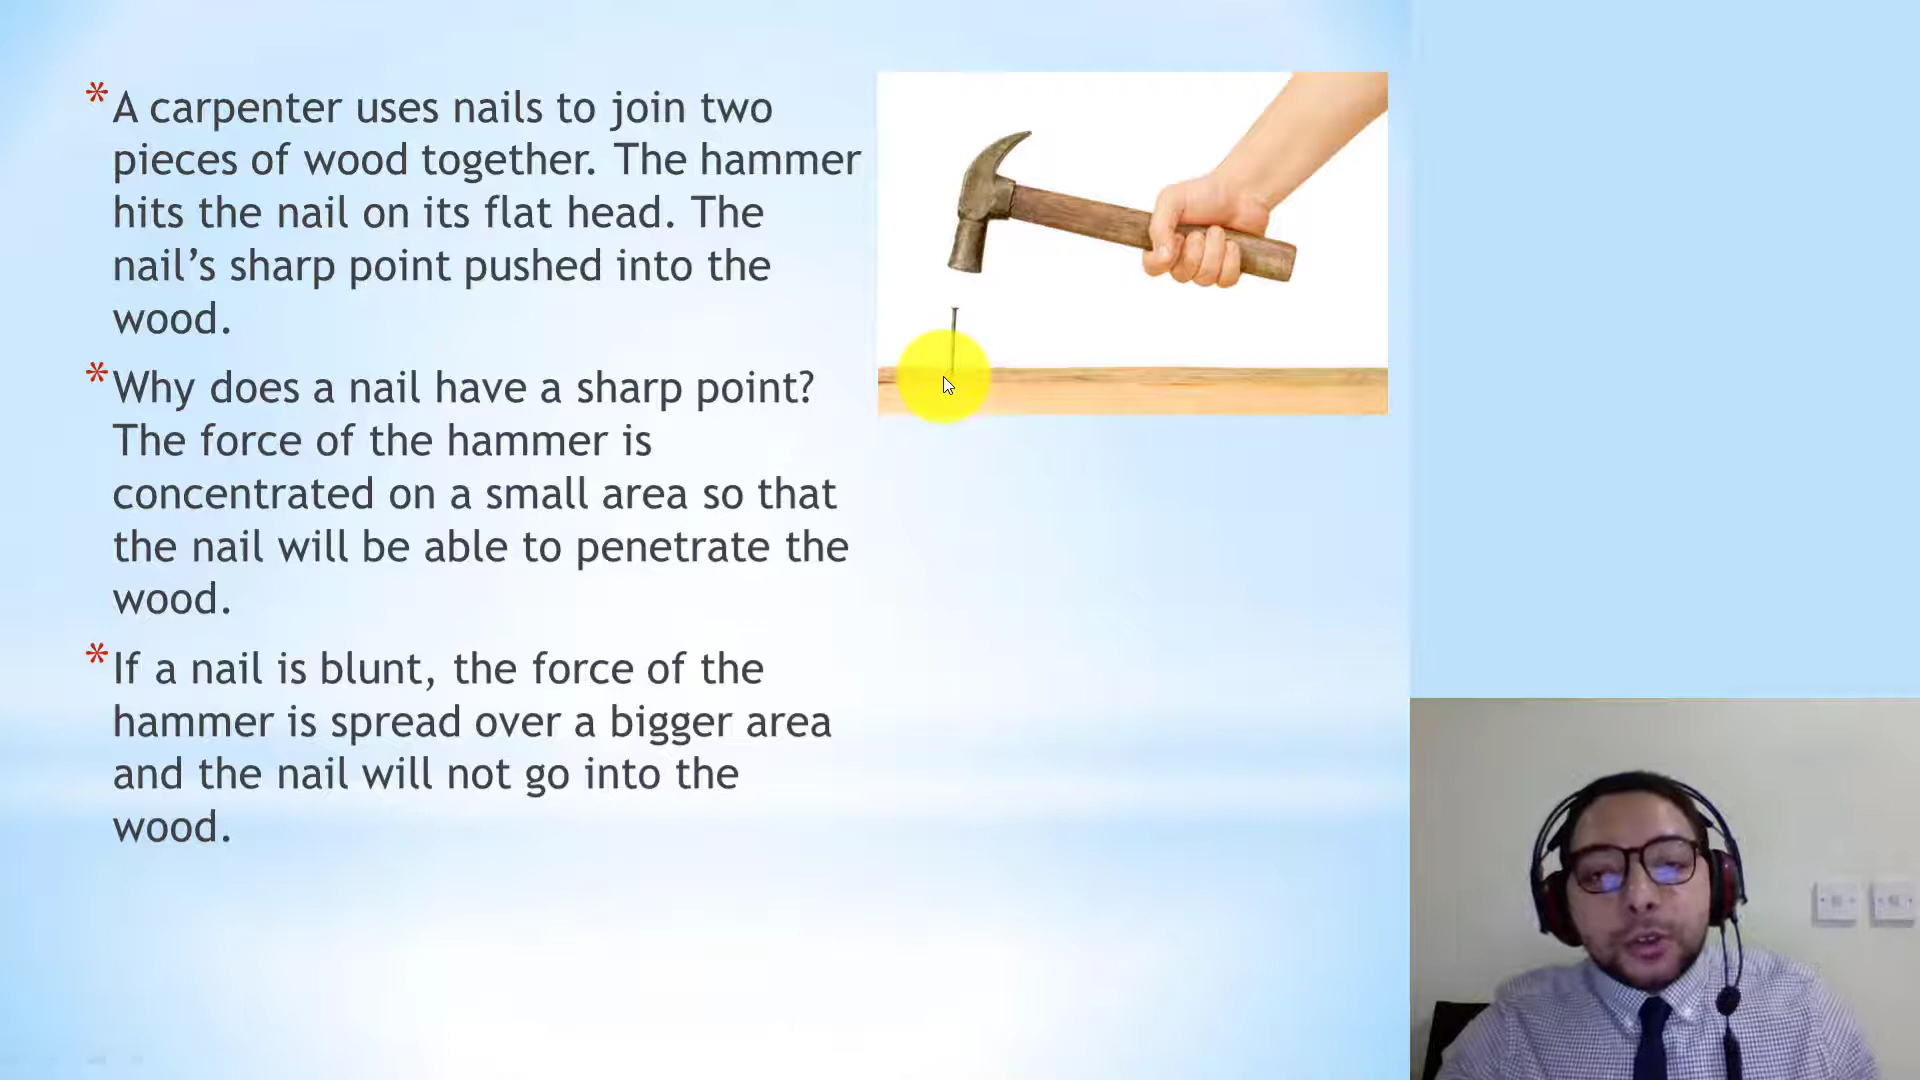 * A carpenter uses nails to join two
pieces of wood together. The hammer
hits the nail on its flat head. The
nail’s sharp point pushed into the
wood.
* Why does a nail have a sharp point?
The force of the hammer is
concentrated on a small area so that
the nail will be able to penetrate the
wood.
* If a nail is blunt, the force of the
hammer is spread over a bigger area
and the nail will not go into the
wood.